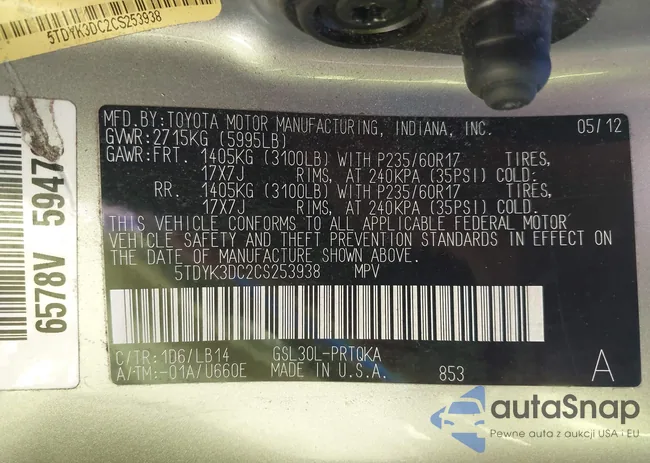 5TDYK3DC2CS253938
6578V 5947
MFD.BY:TOYOTA MOTOR MANUFACTURING, INDIANA, INC. 05/12
GVWR:2715KG (5995LB)
GAWR:FRT. 1405KG (3100LB) WITH P235/60R17 TIRES,
17X7J RIMS, AT 240KPA (35PSI) COLD.
RR. 1405KG (3100LB) WITH P235/60R17 TIRES,
17X7J RIMS, AT 240KPA (35PSI) COLD.
THIS VEHICLE CONFORMS TO ALL APPLICABLE FEDERAL MOTOR
VEHICLE SAFETY AND THEFT PREVENTION STANDARDS IN EFFECT ON
THE DATE OF MANUFACTURE SHOWN ABOVE.
5TDYK3DC2CS253938 MPV
C/TR:1D6/LB14 GSL30L-PRTQKA
A/TM:-01A/U660E MADE IN U.S.A. 853 A
autaSnap
Pewne auta z aukcji USA i EU